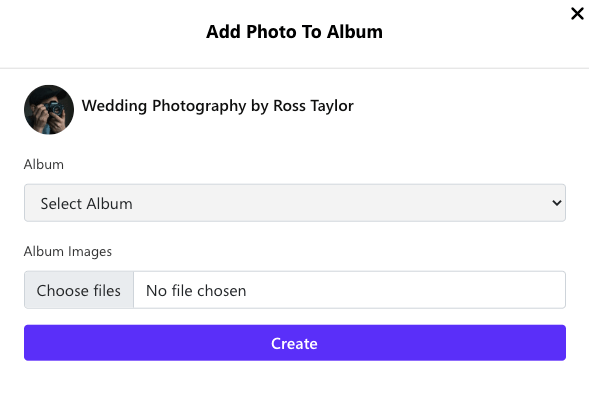 Add Photo To Album
Wedding Photography by Ross Taylor
Album
Select Album
Album Images
Choose files No file chosen
Create